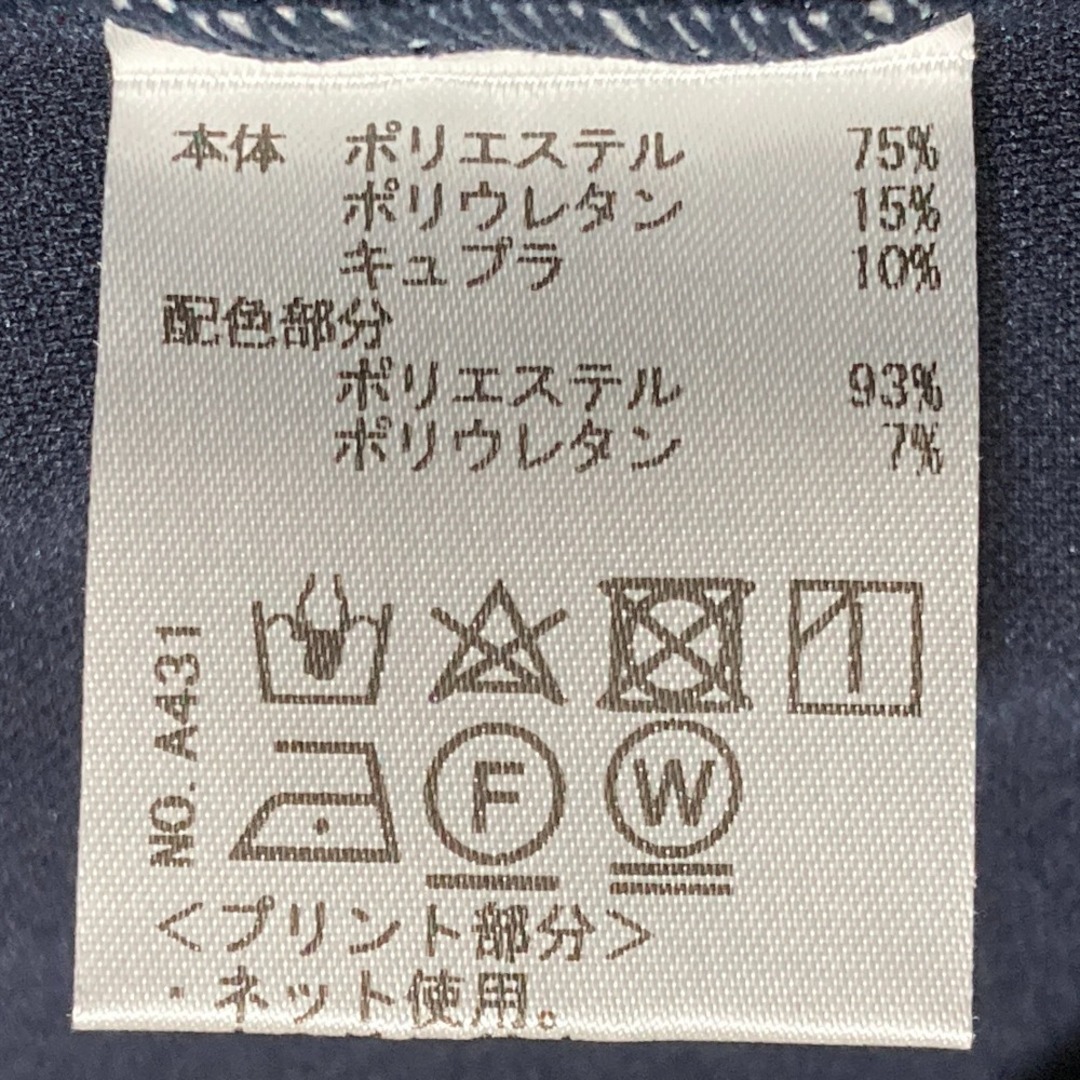 本体 ポリエステル 75%
ポリウレタン 15%
キュプラ 10%
配色部分
ポリエステル 93%
ポリウレタン 7%
NO. A431
F
W
<プリント部分>
・ネット使用。